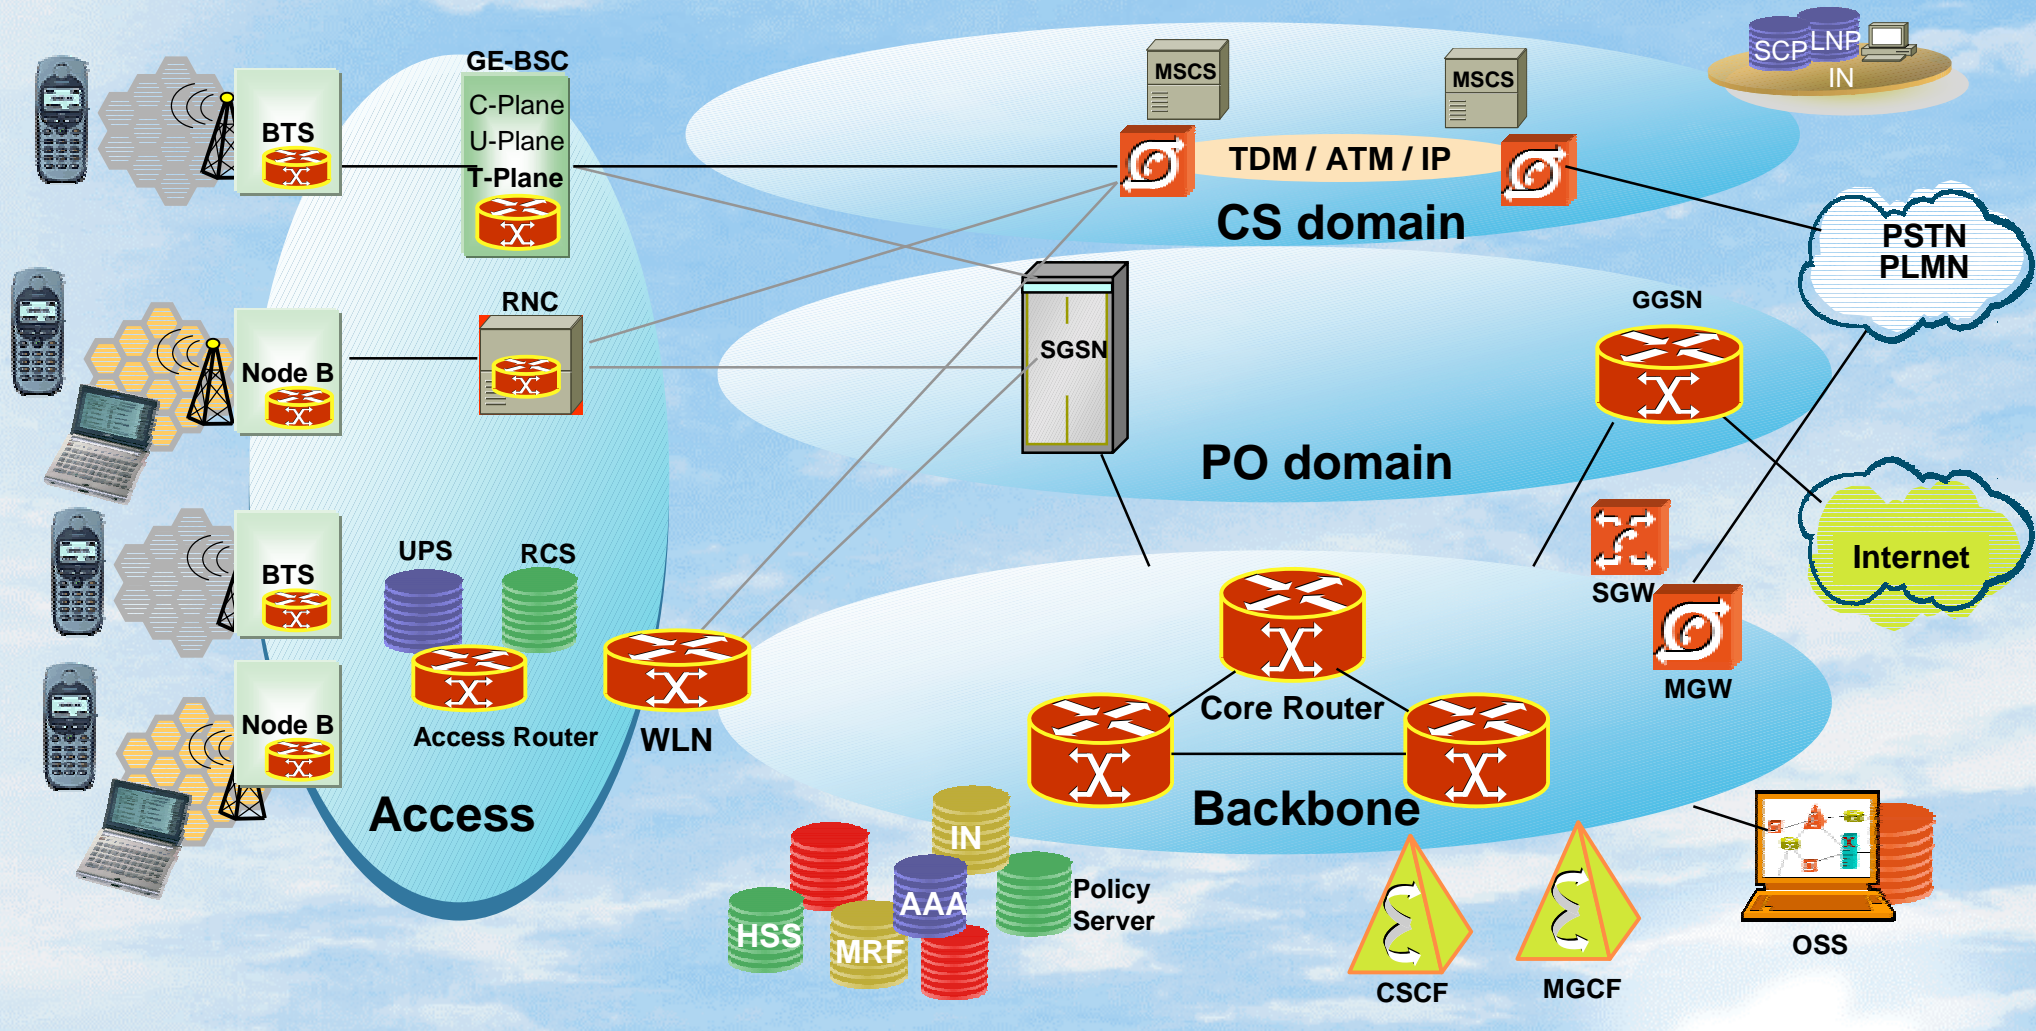 GE-BSC
C-Plane
U-Plane
T-Plane
BTS
MSCS
MSCS
SCP
LNP
IN
TDM / ATM / IP
CS domain
PSTN
PLMN
RNC
Node B
SGSN
GGSN
PO domain
BTS
UPS
RCS
Internet
SGW
MGW
Node B
Access Router
WLN
Core Router
Access
Backbone
IN
AAA
Policy
Server
HSS
MRF
CSCF
MGCF
OSS